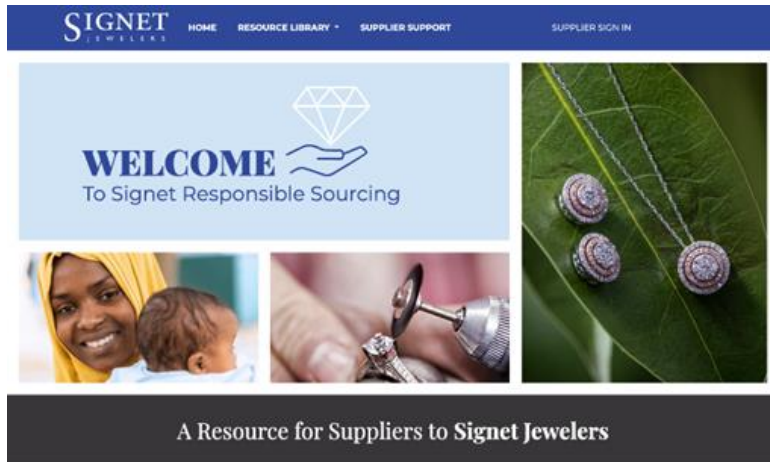 SIGNET
JEWELERS
HOME
RESOURCE LIBRARY
SUPPLIER SUPPORT
SUPPLIER SIGN IN
WELCOME
To Signet Responsible Sourcing
A Resource for Suppliers to Signet Jewelers